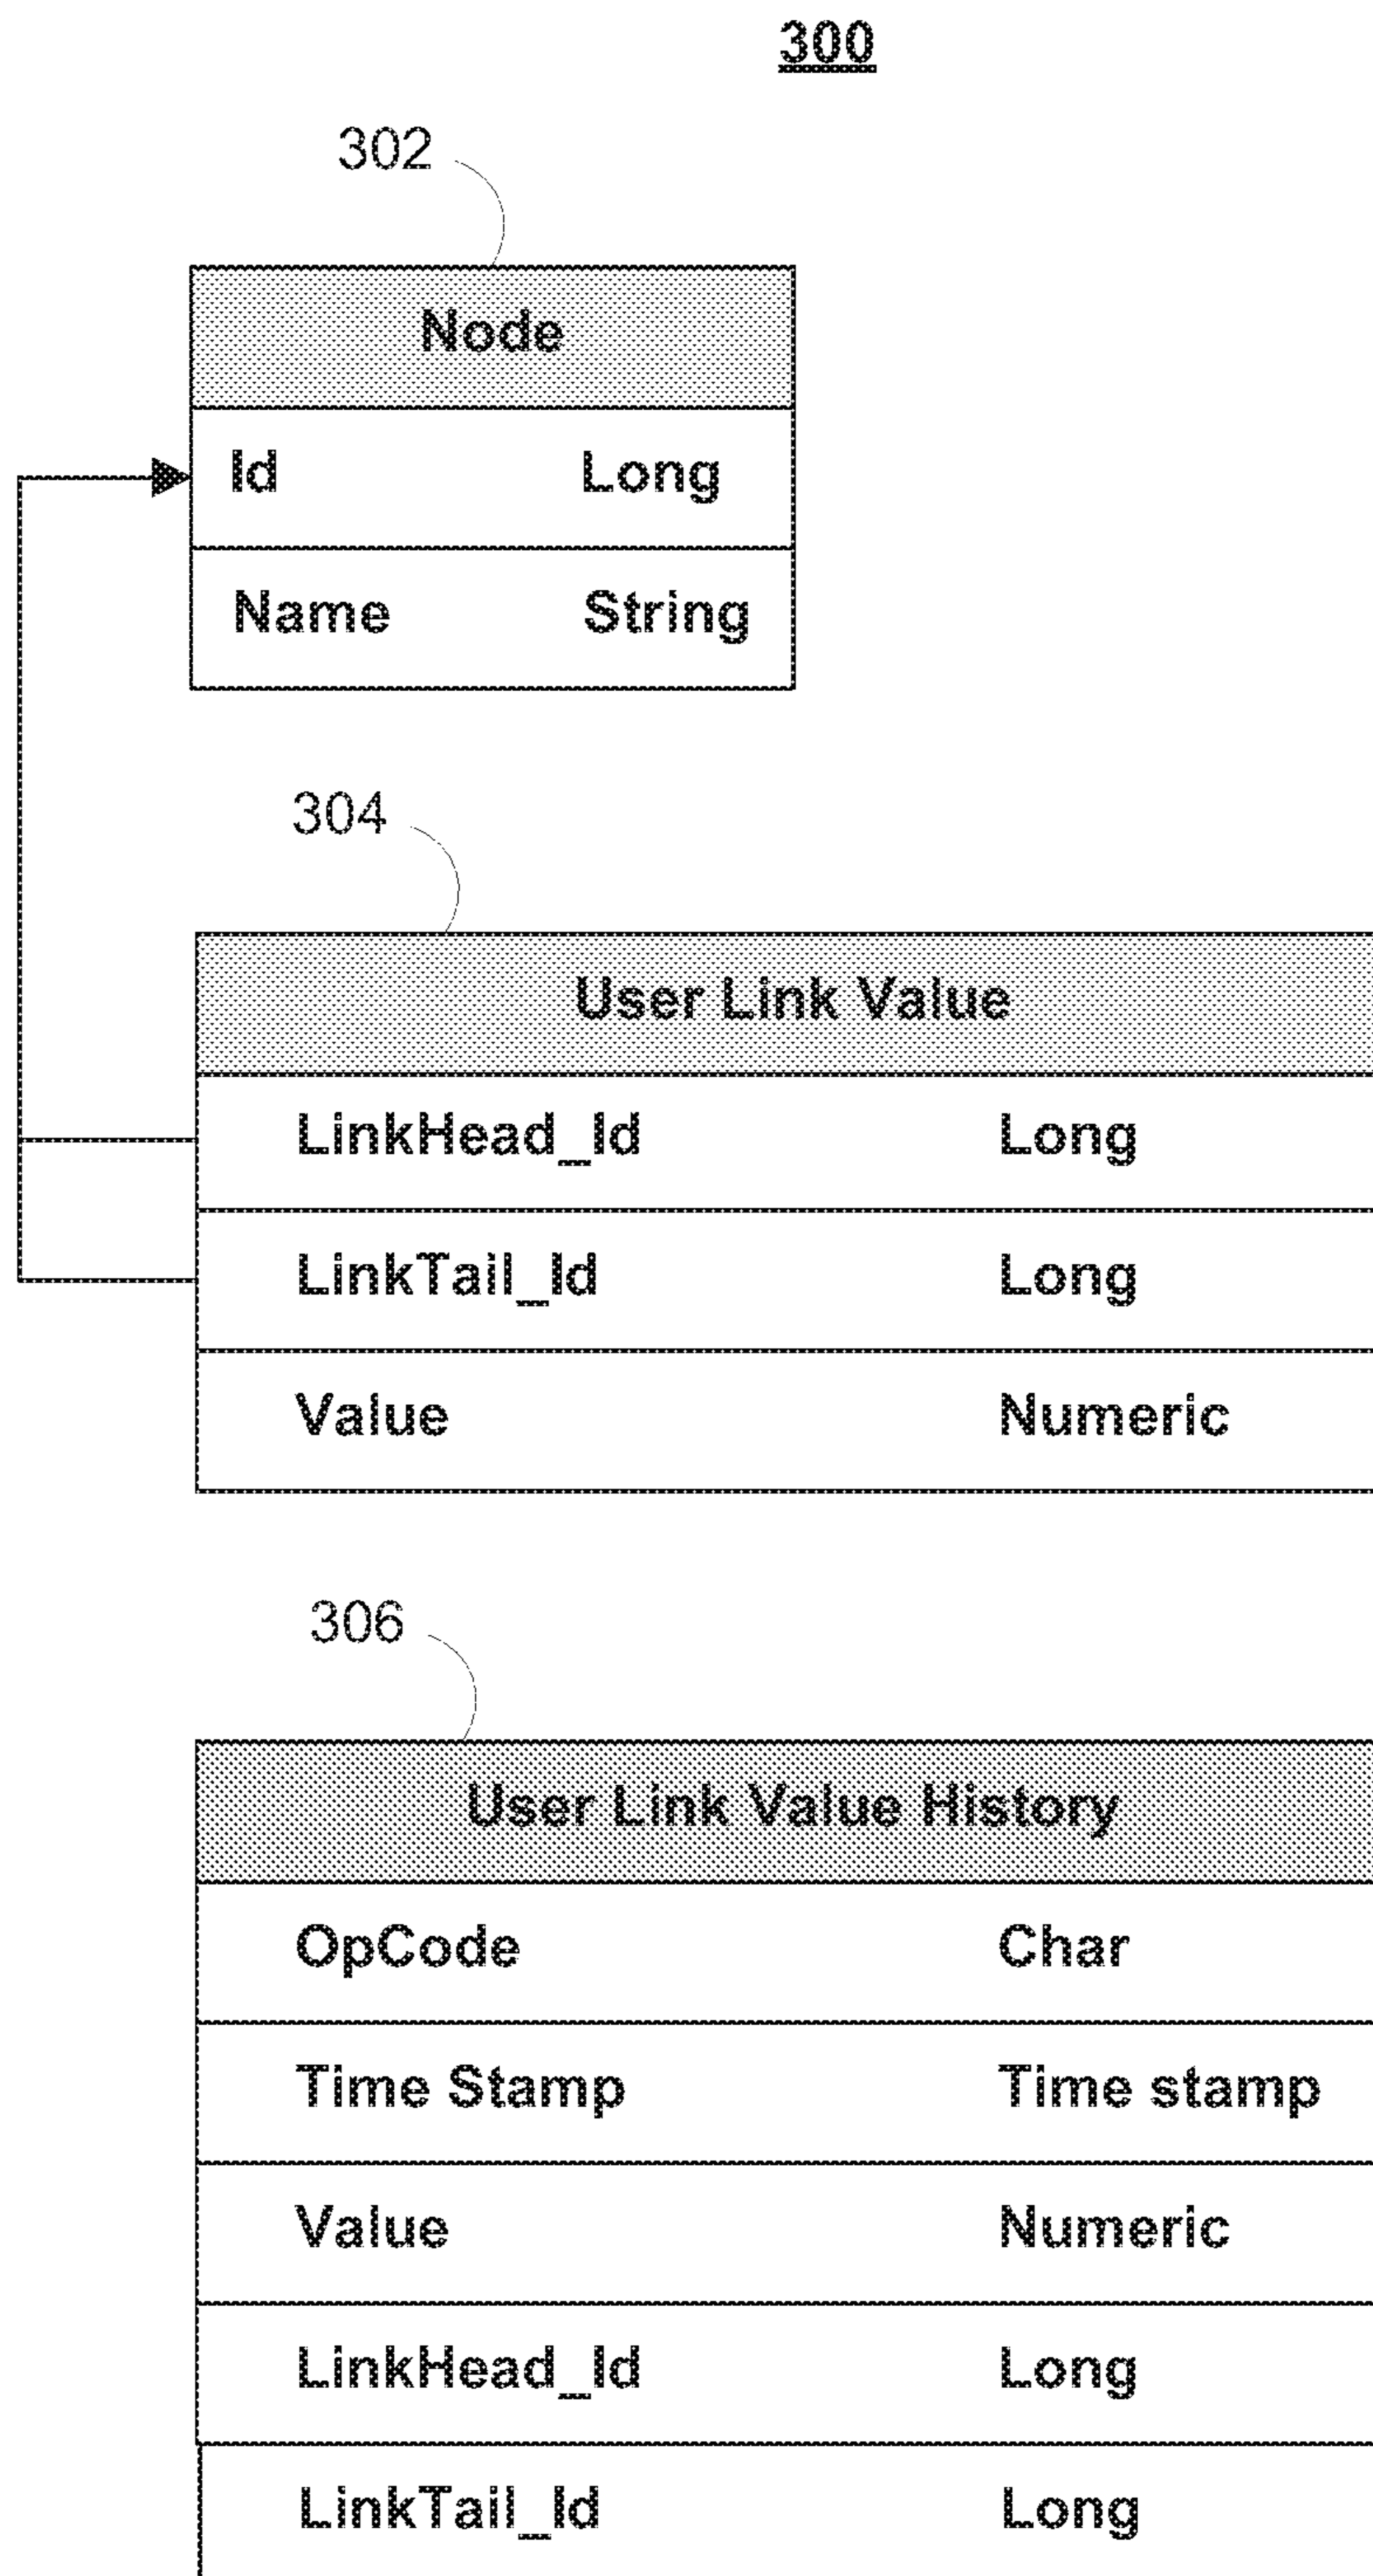 300
302
Node
Id Long
Name String
304
User Link Value
LinkHead_Id Long
LinkTail_Id Long
Value Numeric
306
User Link Value History
OpCode Char
Time Stamp Time stamp
Value Numeric
LinkHead_Id Long
LinkTail_Id Long